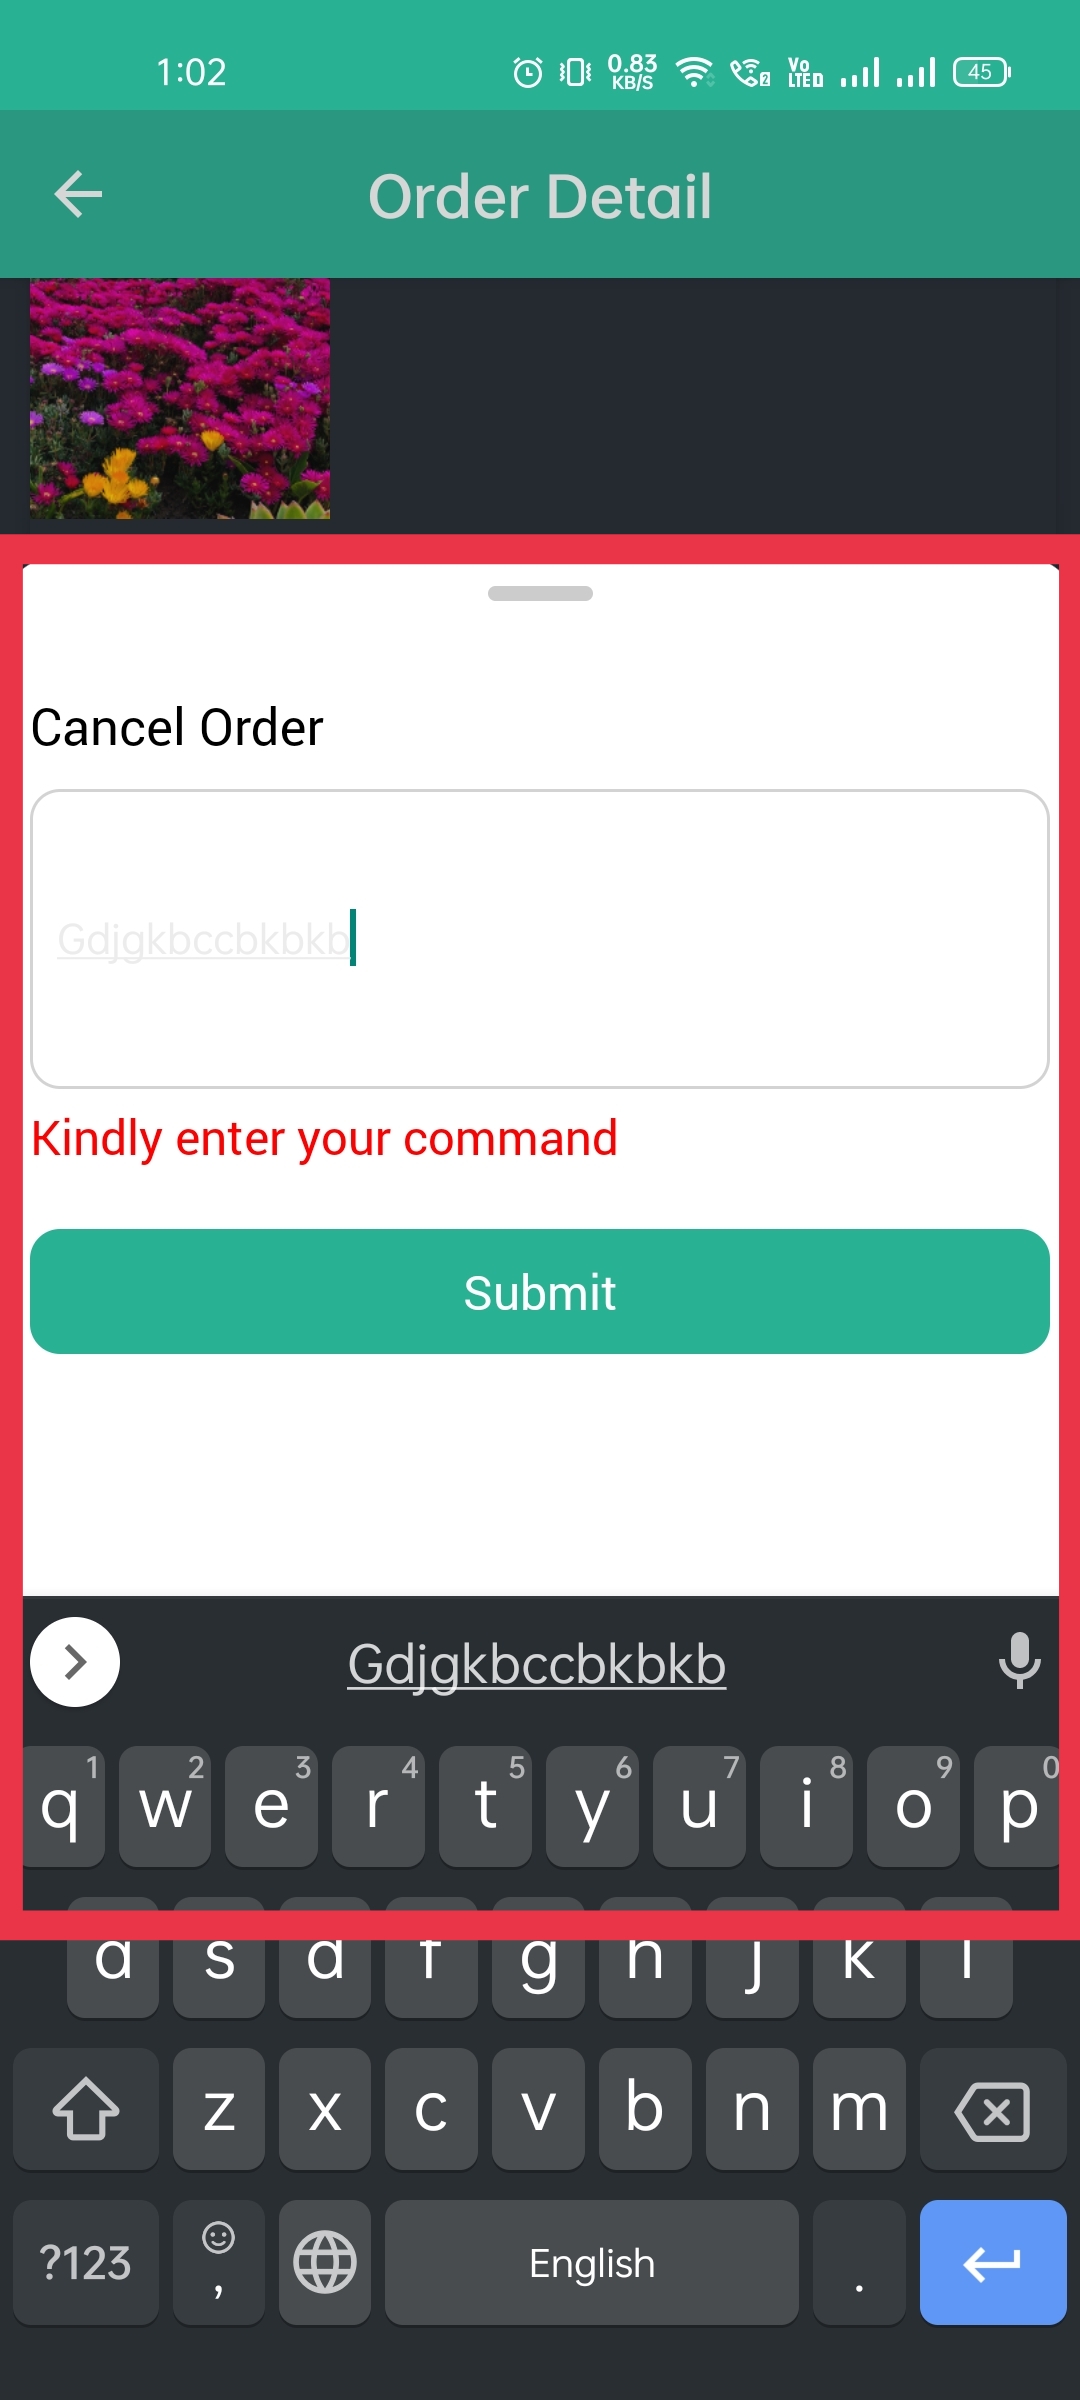 1:02
0.83
KB/S
2
Vo
LTE
45
Order Detail
Cancel Order
Gdjgkbccbkbkb
Kindly enter your command
Submit
Gdjgkbccbkbkb
1 2 3 4 5 6 7 8 9 0
q w e r t y u i o p
a s d f g h j k l
z x c v b n m
?123 , English .